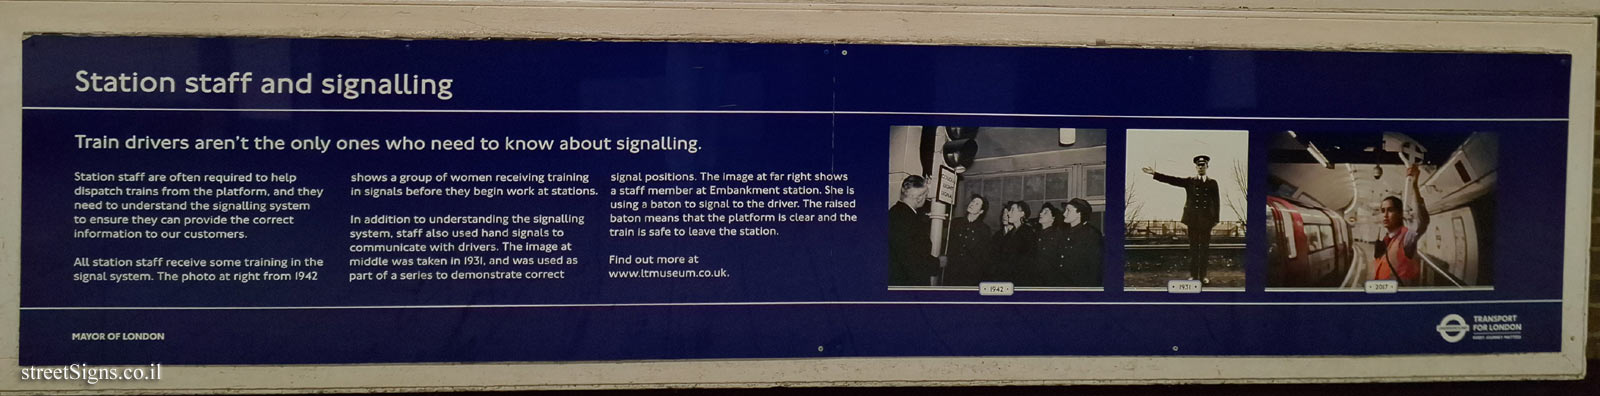 Station staff and signalling
Train drivers aren't the only ones who need to know about signalling.
Station staff are often required to help
dispatch trains from the platform, and they
need to understand the signalling system
to ensure they can provide the correct
information to our customers.
All station staff receive some training in the
signal system. The photo at right from 1942
shows a group of women receiving training
in signals before they begin work at stations.
In addition to understanding the signalling
system, staff also used hand signals to
communicate with drivers. The image at
middle was taken in 1931, and was used as
part of a series to demonstrate correct
signal positions. The image at far right shows
a staff member at Embankment station. She is
using a baton to signal to the driver. The raised
baton means that the platform is clear and the
train is safe to leave the station.
Find out more at
www.ltmuseum.co.uk.
1942
1931
2017
MAYOR OF LONDON
TRANSPORT
FOR LONDON
EVERY JOURNEY MATTERS
streetSigns.co.il